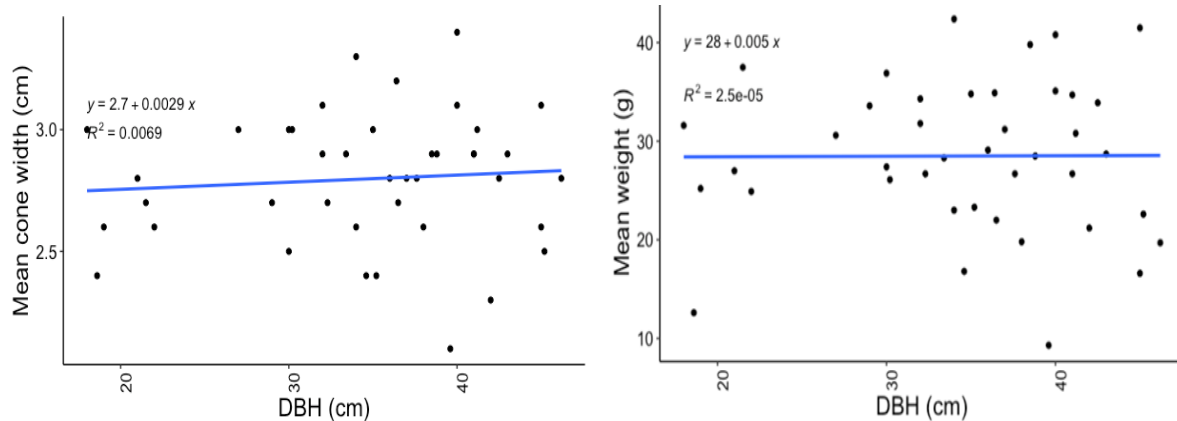 Mean cone width (cm)
y = 2.7 + 0.0029 x
R² = 0.0069
3.0
2.5
20
30
40
DBH (cm)
Mean weight (g)
y = 28 + 0.005 x
R² = 2.5e-05
40
30
20
10
20
30
40
DBH (cm)